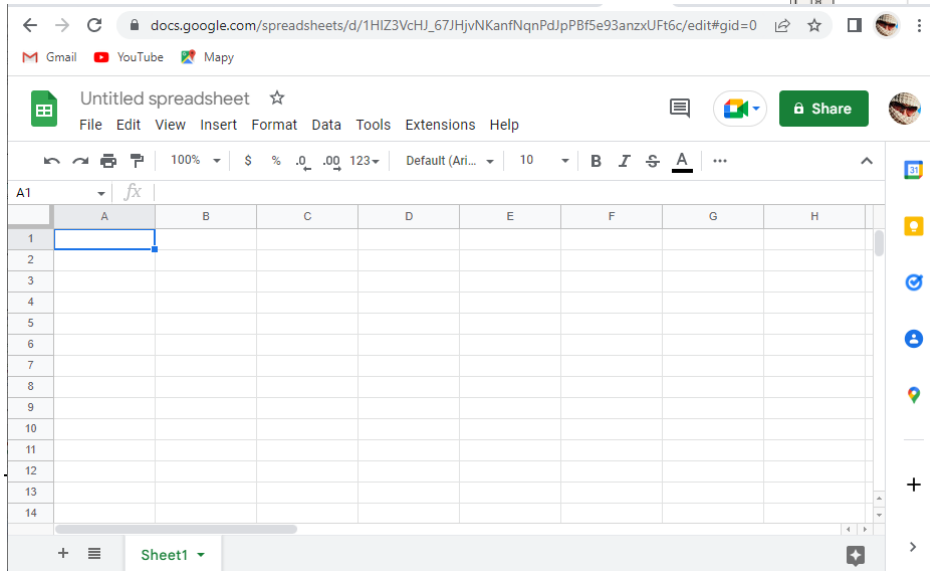 docs.google.com/spreadsheets/d/1HIZ3VcHJ_67JHjvNKanfNqnPdJpPBf5e93anzxUFt6c/edit#gid=0
Gmail YouTube Mapy
Untitled spreadsheet
File Edit View Insert Format Data Tools Extensions Help
Share
100% $ % .0 .00 123 Default (Ari... 10 B I S A
31
A1 fx
A B C D E F G H
1
2
3
4
5
6
7
8
9
10
11
12
13
14
Sheet1